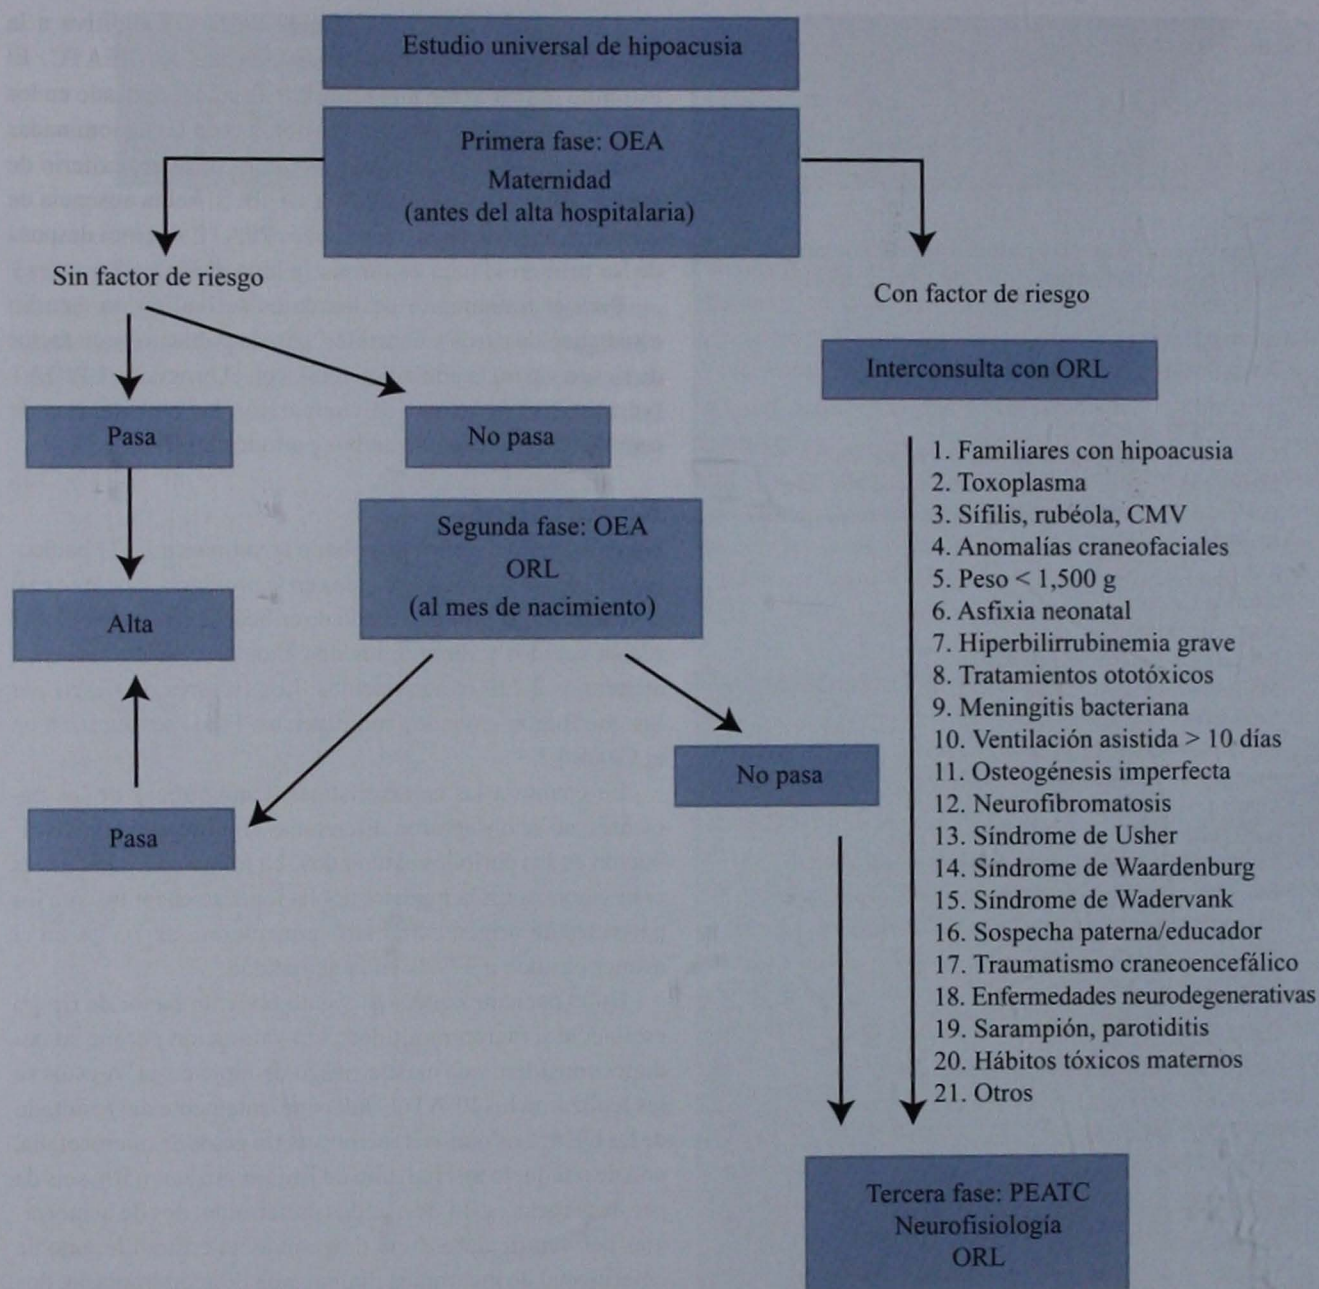 Estudio universal de hipoacusia
Primera fase: OEA
Maternidad
(antes del alta hospitalaria)
Sin factor de riesgo
Con factor de riesgo
Interconsulta con ORL
Pasa
No pasa
Segunda fase: OEA
ORL
(al mes de nacimiento)
Alta
No pasa
Pasa
1. Familiares con hipoacusia
2. Toxoplasma
3. Sífilis, rubéola, CMV
4. Anomalías craneofaciales
5. Peso < 1,500 g
6. Asfixia neonatal
7. Hiperbilirrubinemia grave
8. Tratamientos ototóxicos
9. Meningitis bacteriana
10. Ventilación asistida > 10 días
11. Osteogénesis imperfecta
12. Neurofibromatosis
13. Síndrome de Usher
14. Síndrome de Waardenburg
15. Síndrome de Wadervank
16. Sospecha paterna/educador
17. Traumatismo craneoencefálico
18. Enfermedades neurodegenerativas
19. Sarampión, parotiditis
20. Hábitos tóxicos maternos
21. Otros
Tercera fase: PEATC
Neurofisiología
ORL